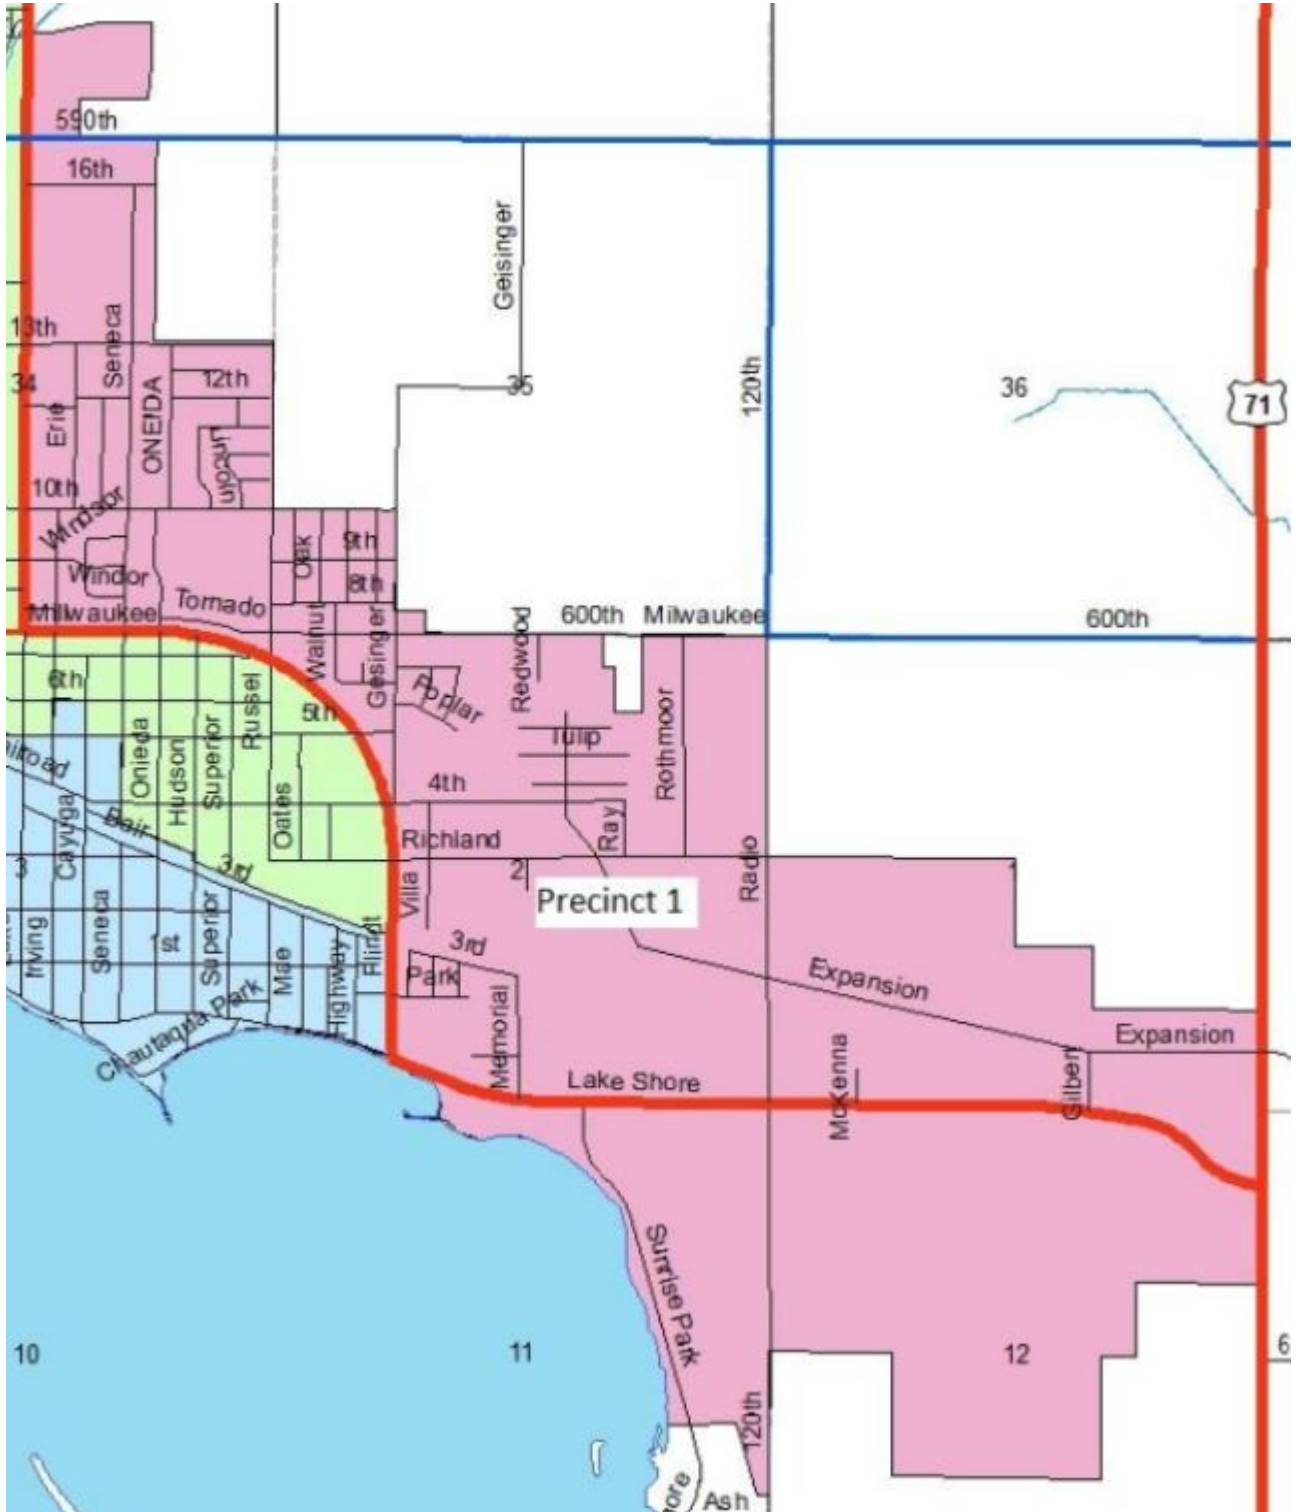 590th
16th
Geisinger
13th
Seneca
34
12th
35
120th
36
71
Erie
ONEIDA
Lincoln
10th
Windsor
Oak
9th
Windor
8th
Milwaukee
Tornado
Walnut
Gesinger
600th
Milwaukee
600th
Redwood
6th
Poplar
Russel
5th
Onieda
Hudson
Superior
Tulip
Rothmoor
Cayuga
Oates
4th
Bair
Richland
Ray
3
3rd
2
Radio
Villa
Precinct 1
Irving
Seneca
1st
Superior
Mae
Highway
Flindt
3rd
Park
Expansion
Chautaqua Park
Memorial
Expansion
Lake Shore
McKenna
Gilbert
Sunrise Park
10
11
12
6
120th
Ash